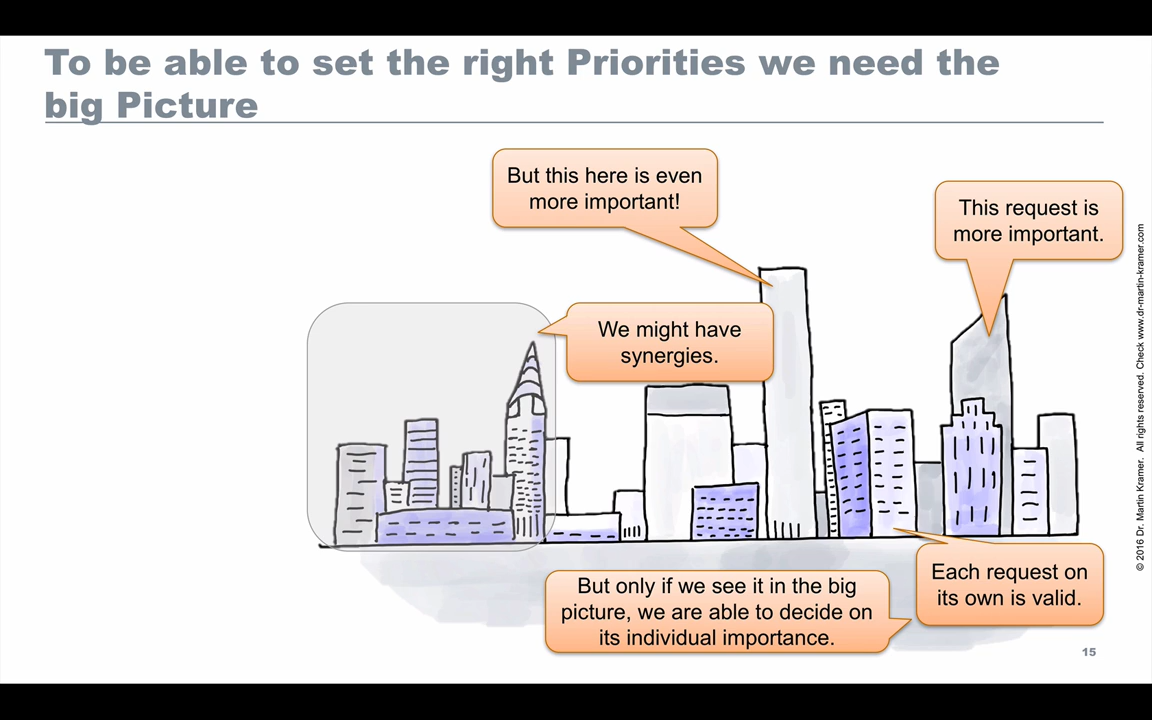 To be able to set the right Priorities we need the
big Picture
But this here is even
more important!
This request is
more important.
We might have
synergies.
Each request on
its own is valid.
But only if we see it in the big
picture, we are able to decide on
its individual importance.
© 2016 Dr. Martin Kramer. All rights reserved. Check www.dr-martin-kramer.com
15